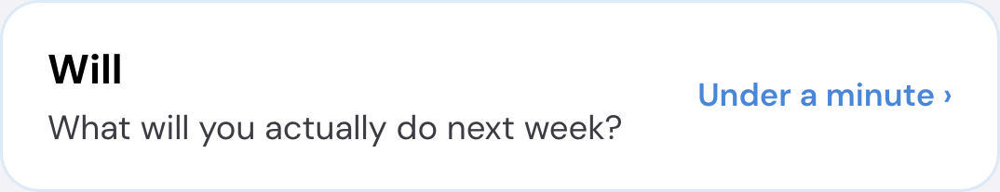 Will
What will you actually do next week?
Under a minute ›